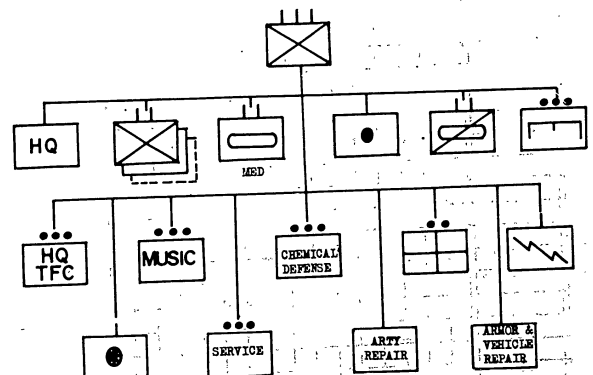 HQ
MED
HQ
TFC
MUSIC
CHEMICAL
DEFENSE
SERVICE
ARTY
REPAIR
ARMOR &
VEHICLE
REPAIR